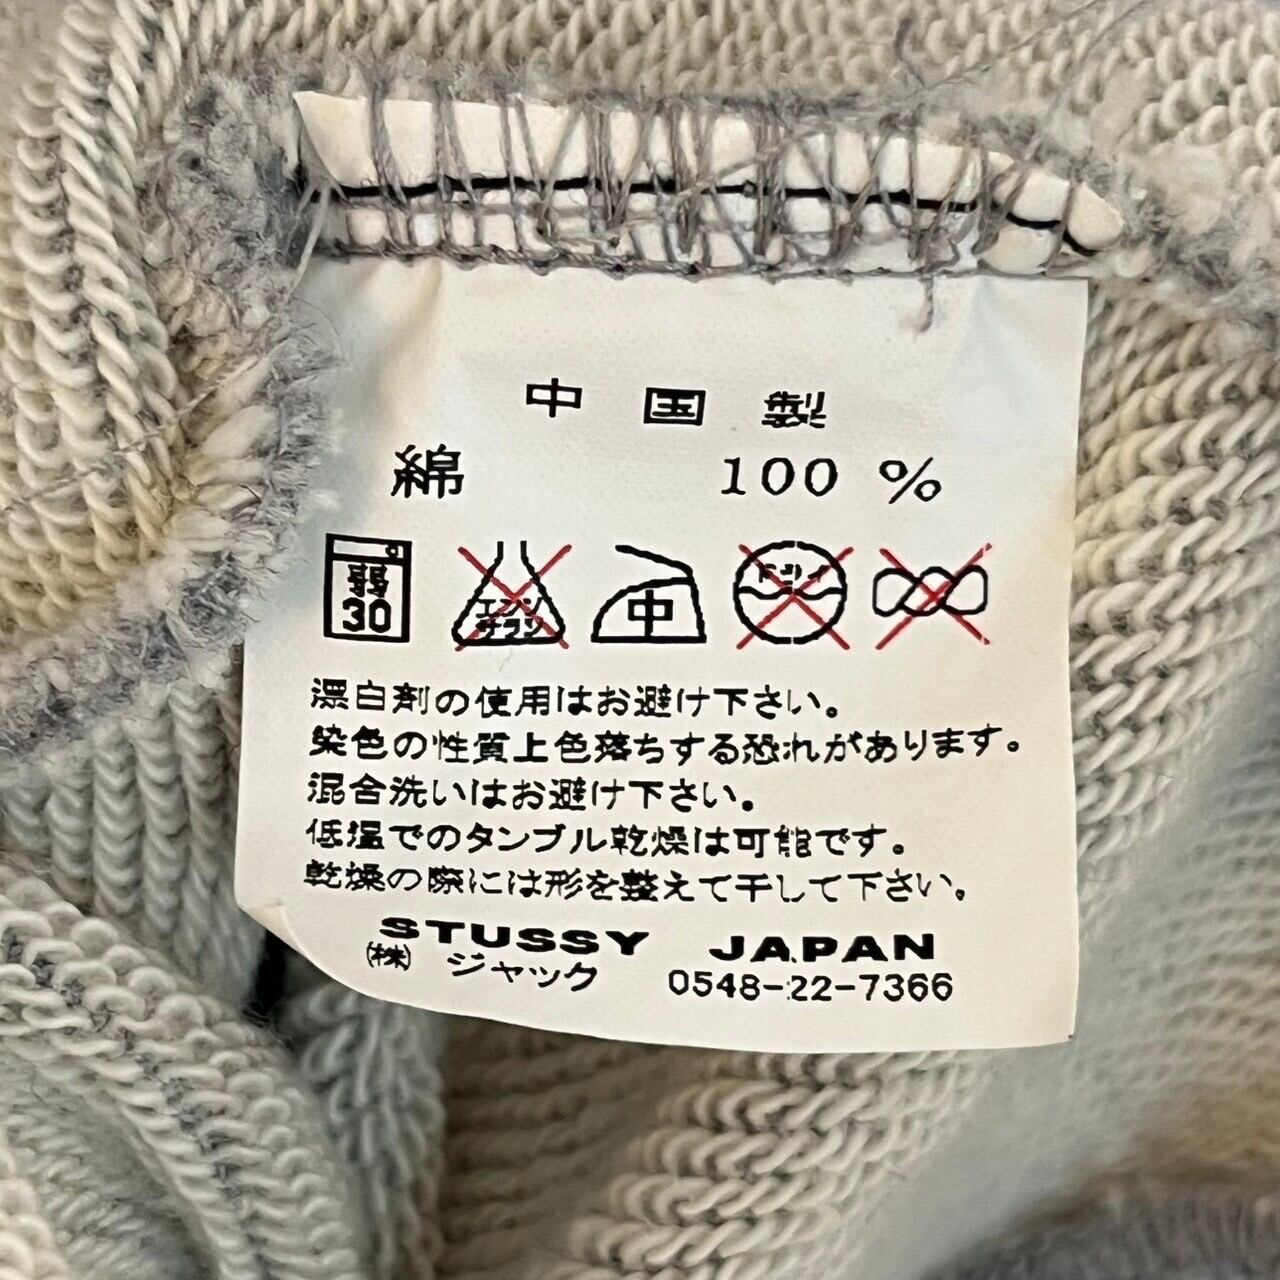 中国製
綿 100 %
弱 30 エンソ サラシ 中 ドライ
漂白剤の使用はお避け下さい。
染色の性質上色落ちする恐れがあります。
混合洗いはお避け下さい。
低温でのタンブル乾燥は可能です。
乾燥の際には形を整えて干して下さい。
STUSSY JAPAN
(株) ジャック 0548-22-7366